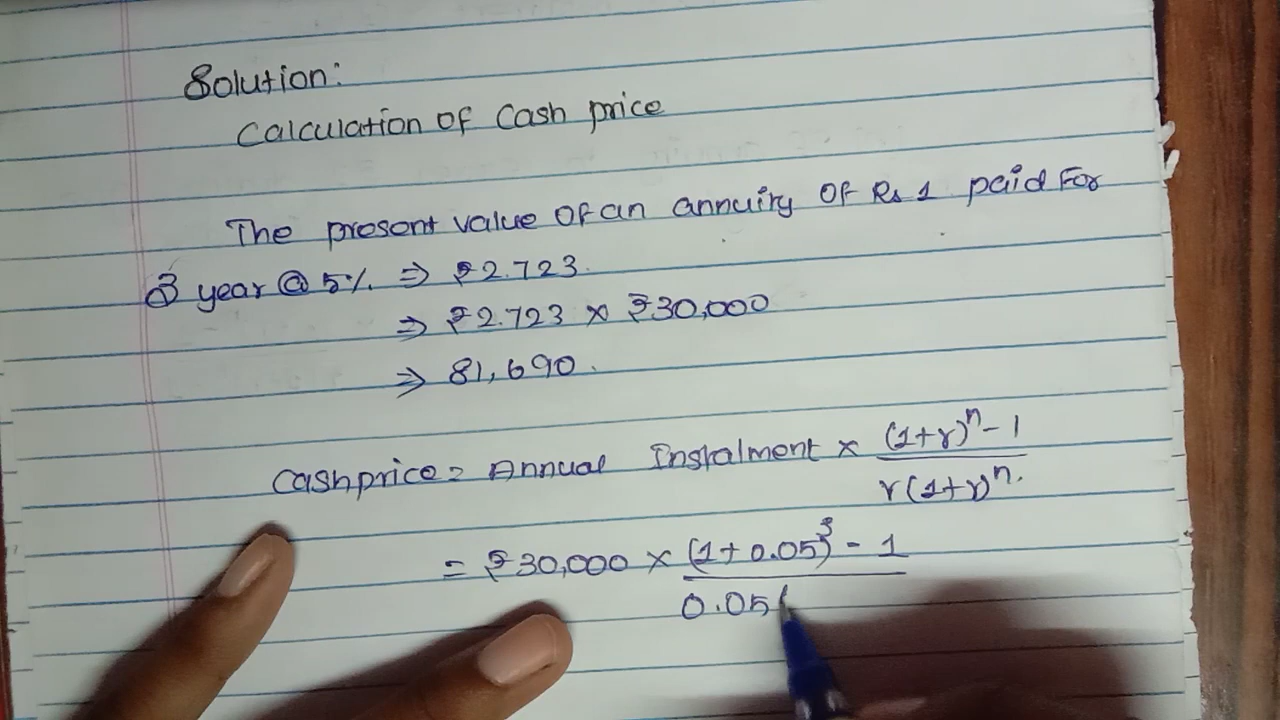 Solution:
Calculation of Cash price
The present value of an annuity of Rs 1 paid For
3 year @ 5% ⇒ ₹2.723.
⇒ ₹2.723 × ₹30,000
⇒ 81,690.
Cash price = Annual Instalment × (1+r)ⁿ - 1 / r(1+r)ⁿ.
= ₹30,000 × (1+0.05)³ - 1 / 0.05(